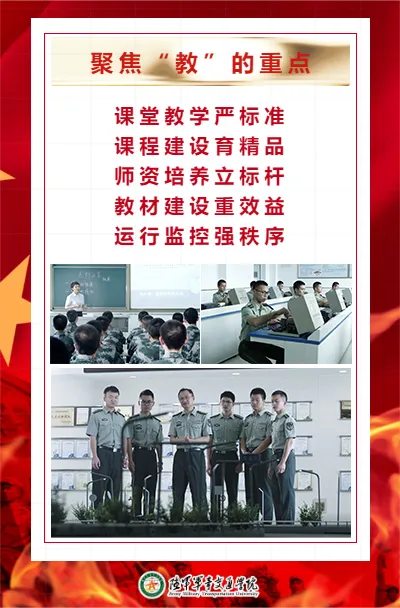 聚焦“教”的重点
课堂教学严标准
课程建设育精品
师资培养立标杆
教材建设重效益
运行监控强秩序
陆军军事交通学院
Army Military Transportation University